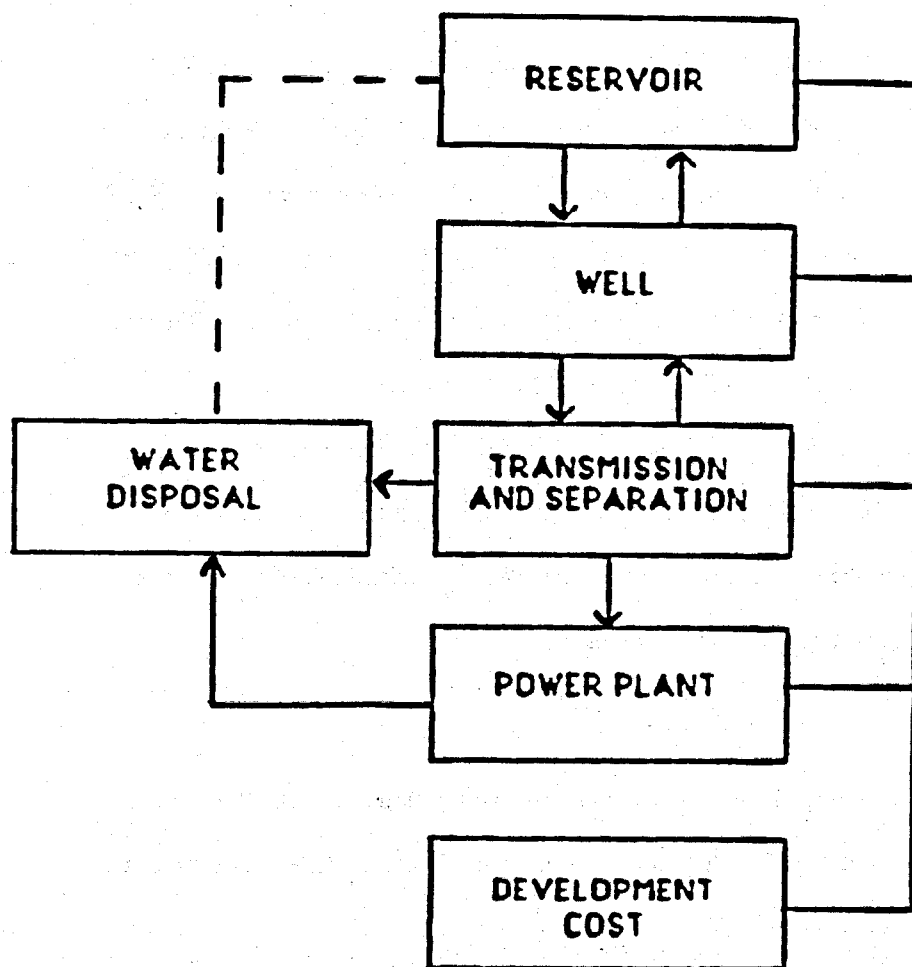 RESERVOIR
WELL
WATER
DISPOSAL
TRANSMISSION
AND SEPARATION
POWER PLANT
DEVELOPMENT
COST